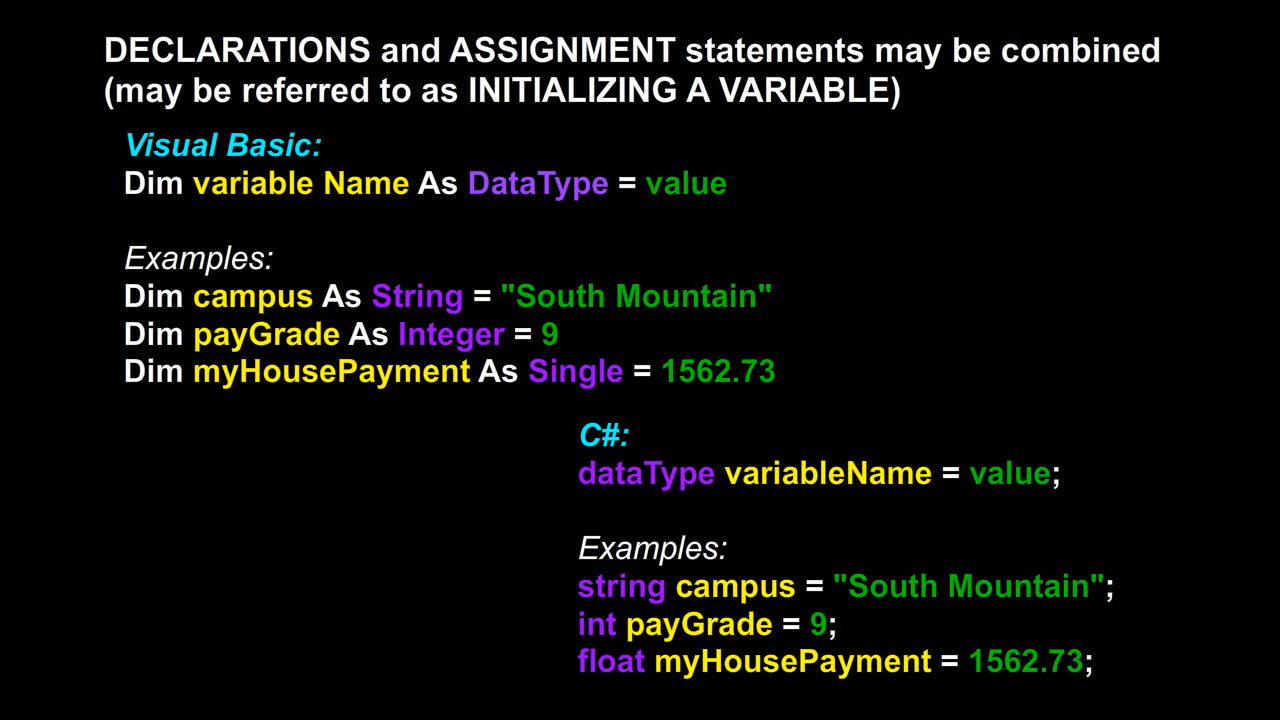 DECLARATIONS and ASSIGNMENT statements may be combined
(may be referred to as INITIALIZING A VARIABLE)
Visual Basic:
Dim variable Name As DataType = value
Examples:
Dim campus As String = "South Mountain"
Dim payGrade As Integer = 9
Dim myHousePayment As Single = 1562.73
C#:
dataType variableName = value;
Examples:
string campus = "South Mountain";
int payGrade = 9;
float myHousePayment = 1562.73;